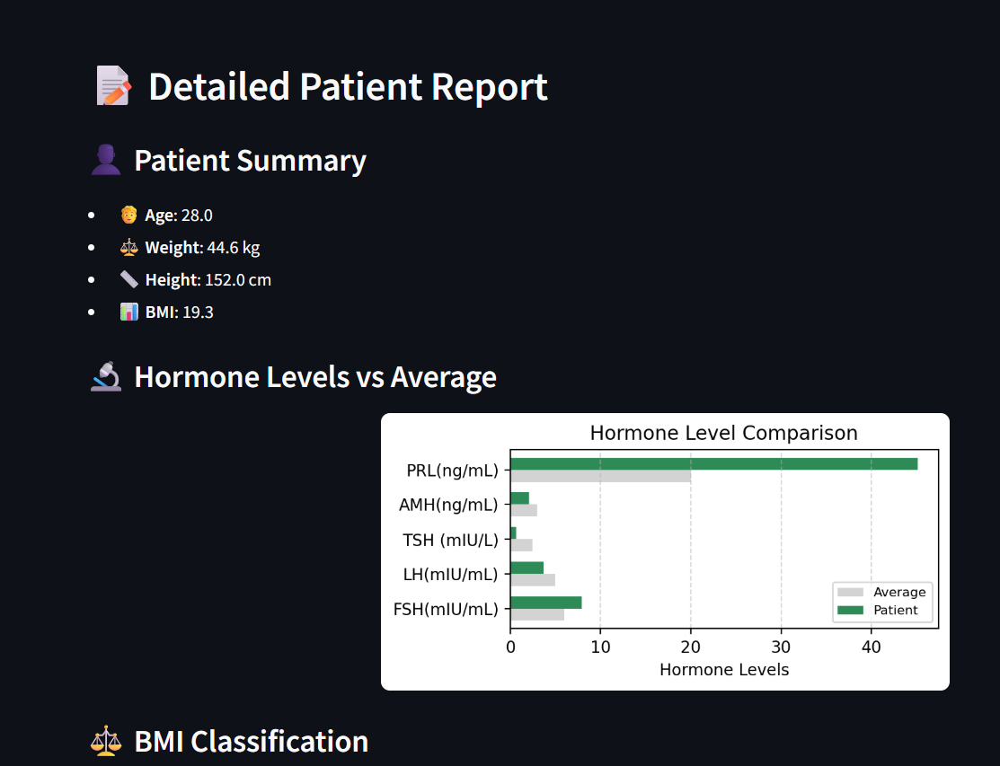 Detailed Patient Report
Patient Summary
Age: 28.0
Weight: 44.6 kg
Height: 152.0 cm
BMI: 19.3
Hormone Levels vs Average
Hormone Level Comparison
PRL(ng/mL)
AMH(ng/mL)
TSH (mIU/L)
LH(mIU/mL)
FSH(mIU/mL)
Average
Patient
0 10 20 30 40
Hormone Levels
BMI Classification